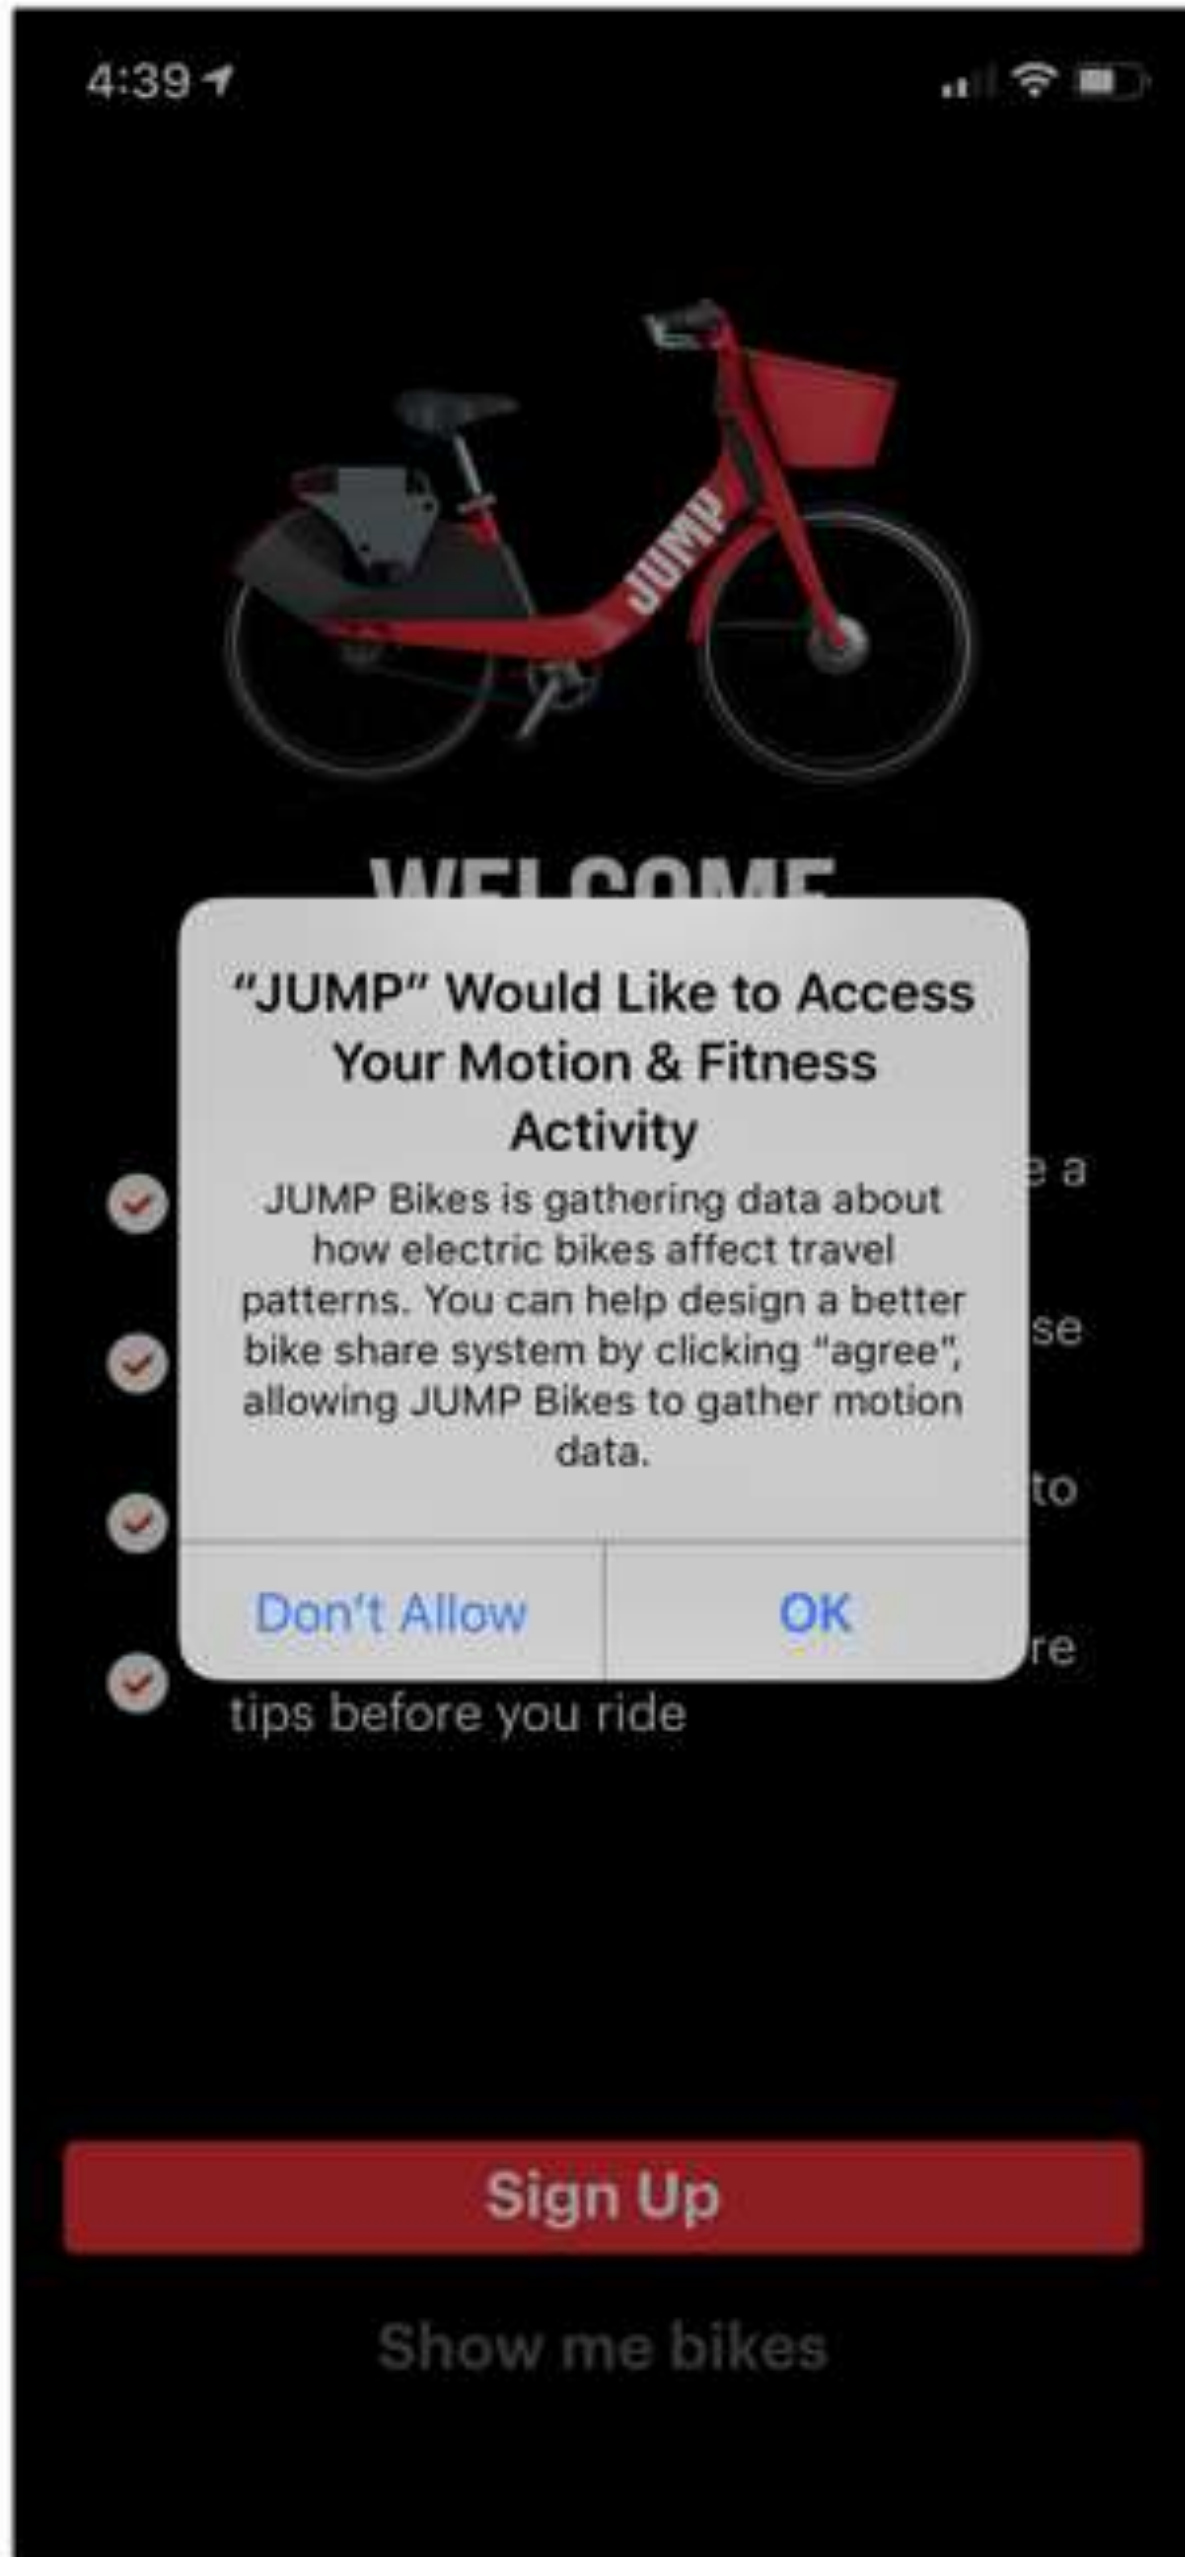 4:39
JUMP
WELCOME
"JUMP" Would Like to Access
Your Motion & Fitness
Activity
JUMP Bikes is gathering data about
how electric bikes affect travel
patterns. You can help design a better
bike share system by clicking "agree",
allowing JUMP Bikes to gather motion
data.
a
to
Don't Allow
OK
tips before you ride
Sign Up
Show me bikes